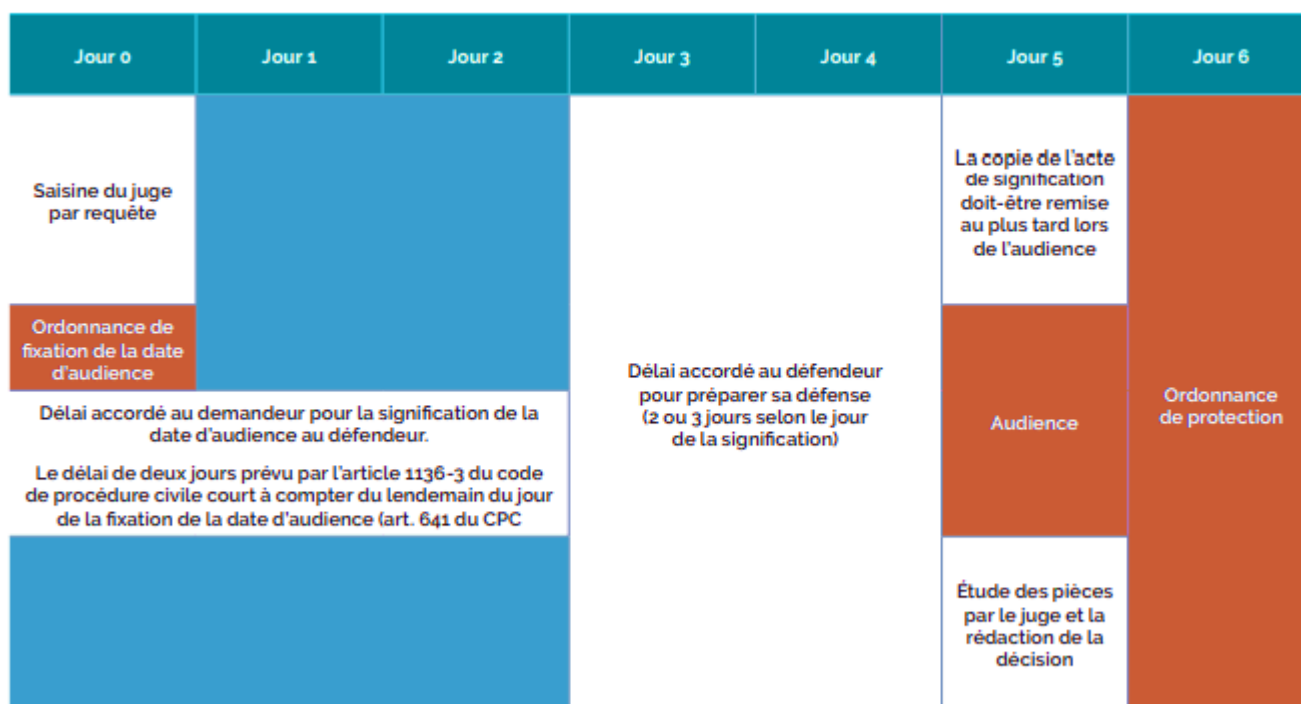 Jour 0
Jour 1
Jour 2
Jour 3
Jour 4
Jour 5
Jour 6
Saisine du juge
par requête
Ordonnance de
fixation de la date
d'audience
Délai accordé au demandeur pour la signification de la
date d'audience au défendeur.
Le délai de deux jours prévu par l'article 1136-3 du code
de procédure civile court à compter du lendemain du jour
de la fixation de la date d'audience (art. 641 du CPC
Délai accordé au défendeur
pour préparer sa défense
(2 ou 3 jours selon le jour
de la signification)
La copie de l'acte
de signification
doit-être remise
au plus tard lors
de l'audience
Audience
Étude des pièces
par le juge et la
rédaction de la
décision
Ordonnance
de protection